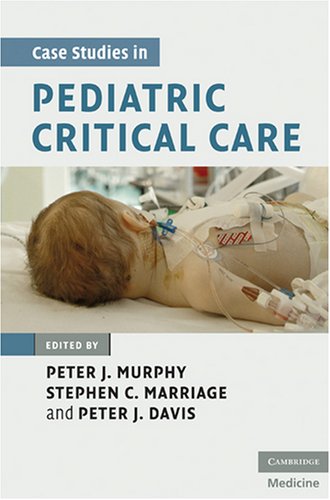 Case Studies in
PEDIATRIC
CRITICAL CARE
EDITED BY
PETER J. MURPHY
STEPHEN C. MARRIAGE
and PETER J. DAVIS
CAMBRIDGE
Medicine